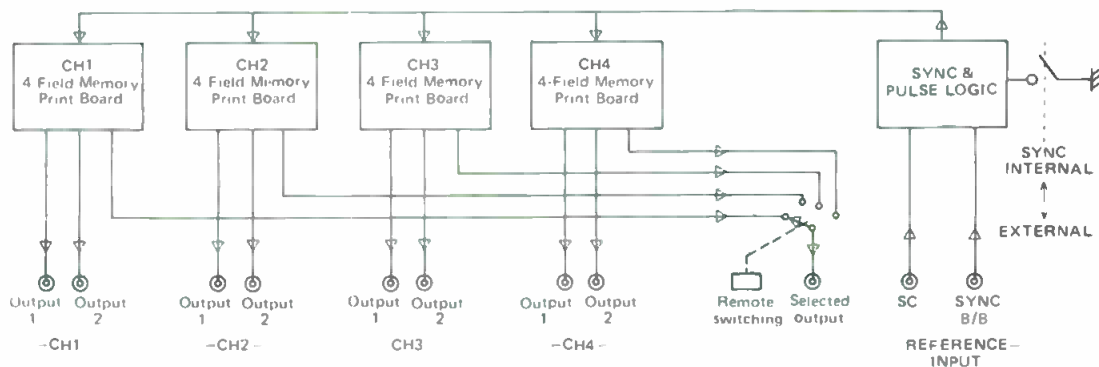 CH1
4 Field Memory
Print Board
CH2
4 Field Memory
Print Board
CH3
4 Field Memory
Print Board
CH4
4-Field Memory
Print Board
SYNC &
PULSE LOGIC
SYNC
INTERNAL
EXTERNAL
Output
1
Output
2
Output
1
Output
2
Output
1
Output
2
Output
1
Output
2
Remote
Switching
Selected
Output
SC
SYNC
B/B
–CH1
–CH2–
CH3
–CH4–
REFERENCE–
INPUT